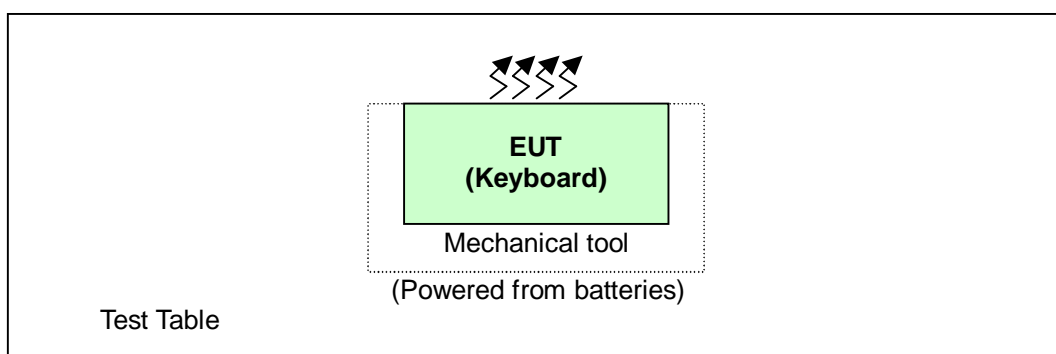 EUT
(Keyboard)
Mechanical tool
(Powered from batteries)
Test Table